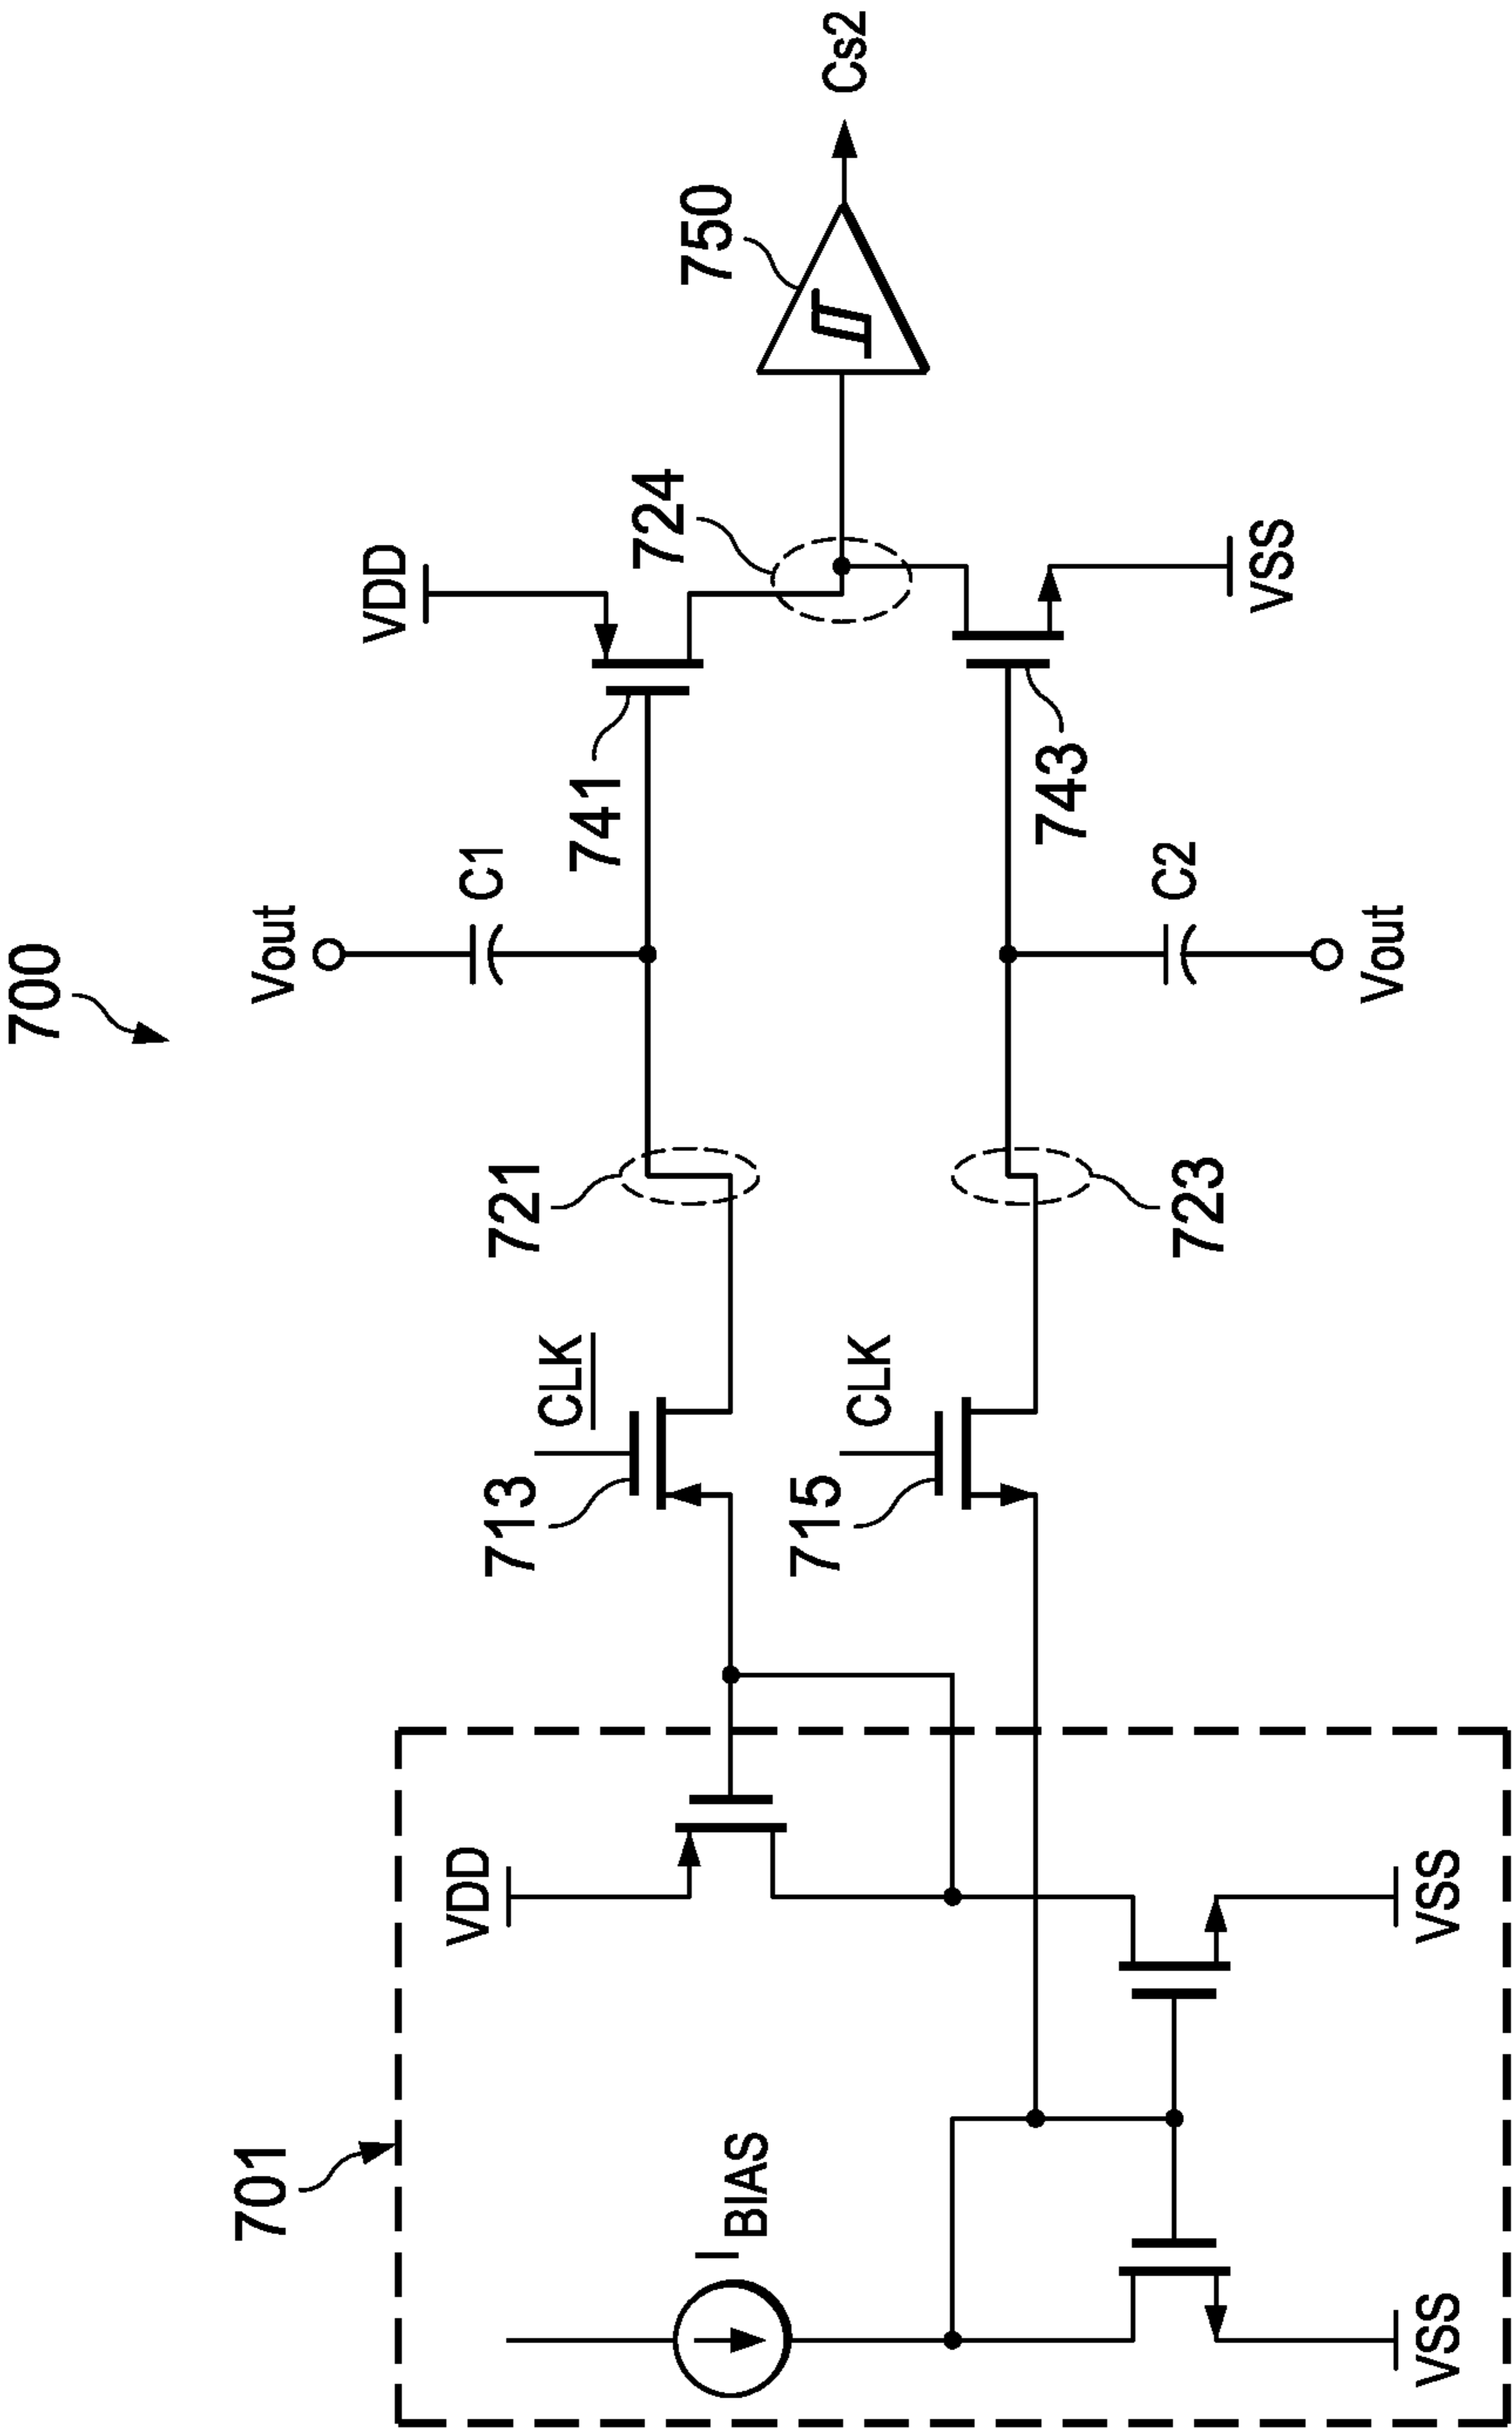 700
701
I BIAS
VDD
VSS
VSS
713
C̅L̅K̅
715
CLK
721
723
Vout
C1
C2
Vout
741
743
VDD
724
VSS
750
Cs2